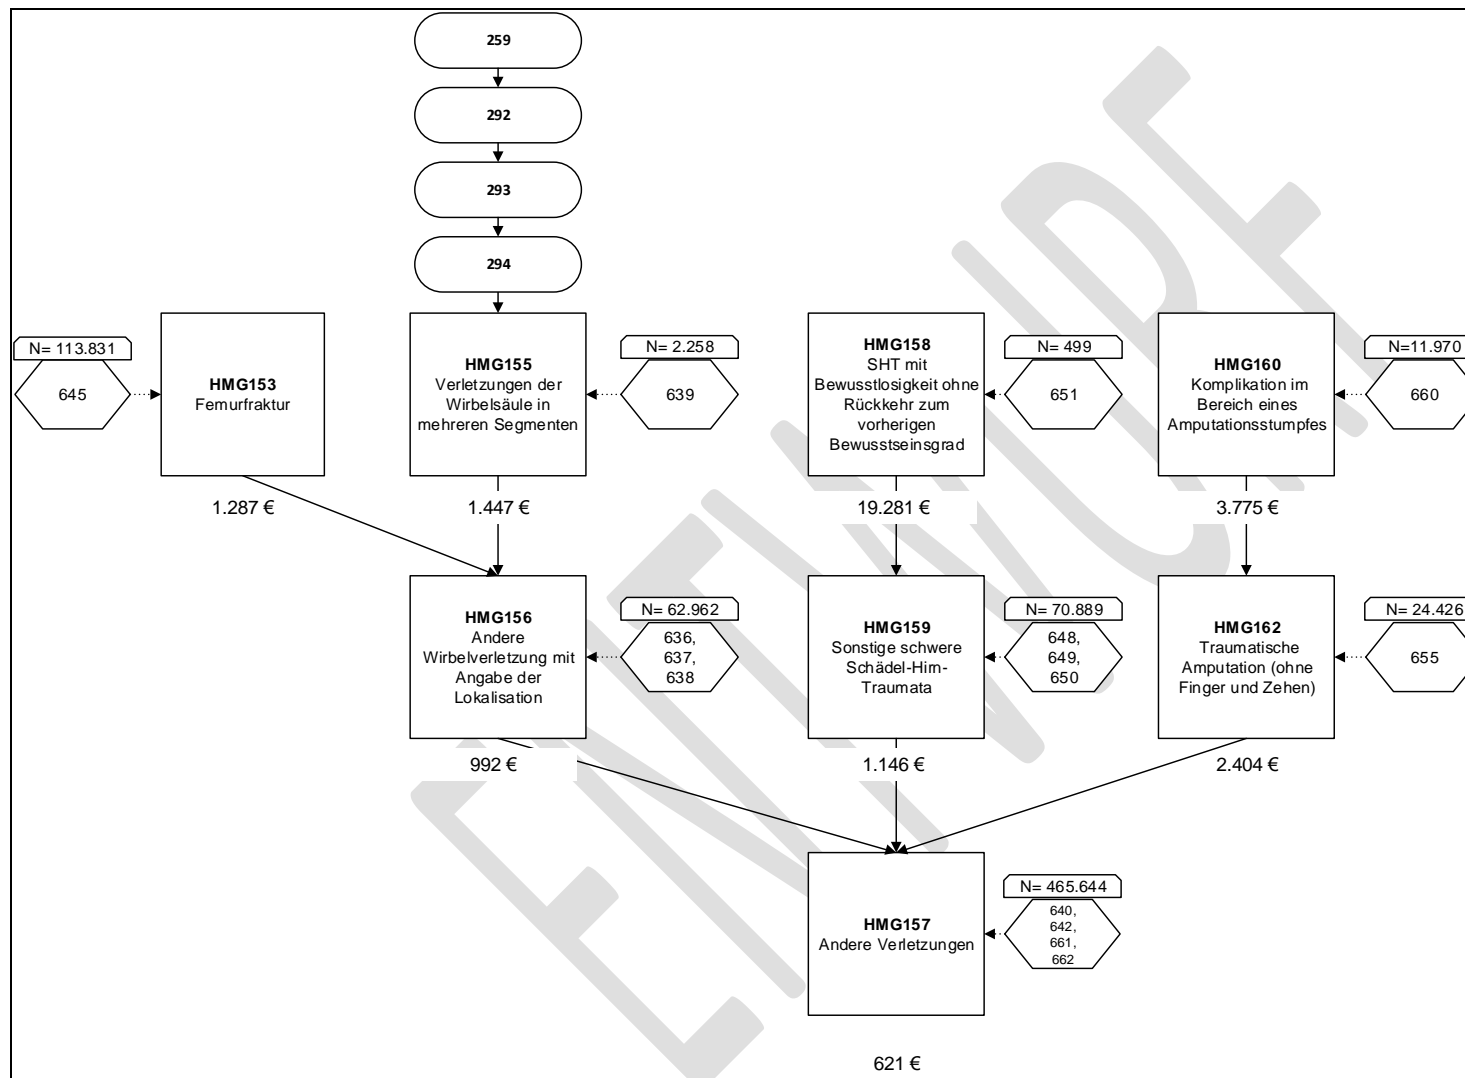 259
292
293
294
N= 113.831
645
HMG153
Femurfraktur
1.287 €
HMG155
Verletzungen der
Wirbelsäule in
mehreren Segmenten
1.447 €
N= 2.258
639
HMG158
SHT mit
Bewusstlosigkeit ohne
Rückkehr zum
vorherigen
Bewusstseinsgrad
19.281 €
N= 499
651
HMG160
Komplikation im
Bereich eines
Amputationsstumpfes
3.775 €
N=11.970
660
HMG156
Andere
Wirbelverletzung mit
Angabe der
Lokalisation
992 €
N= 62.962
636,
637,
638
HMG159
Sonstige schwere
Schädel-Hirn-
Traumata
1.146 €
N= 70.889
648,
649,
650
HMG162
Traumatische
Amputation (ohne
Finger und Zehen)
2.404 €
N= 24.426
655
HMG157
Andere Verletzungen
N= 465.644
640,
642,
661,
662
621 €
ENTWURF